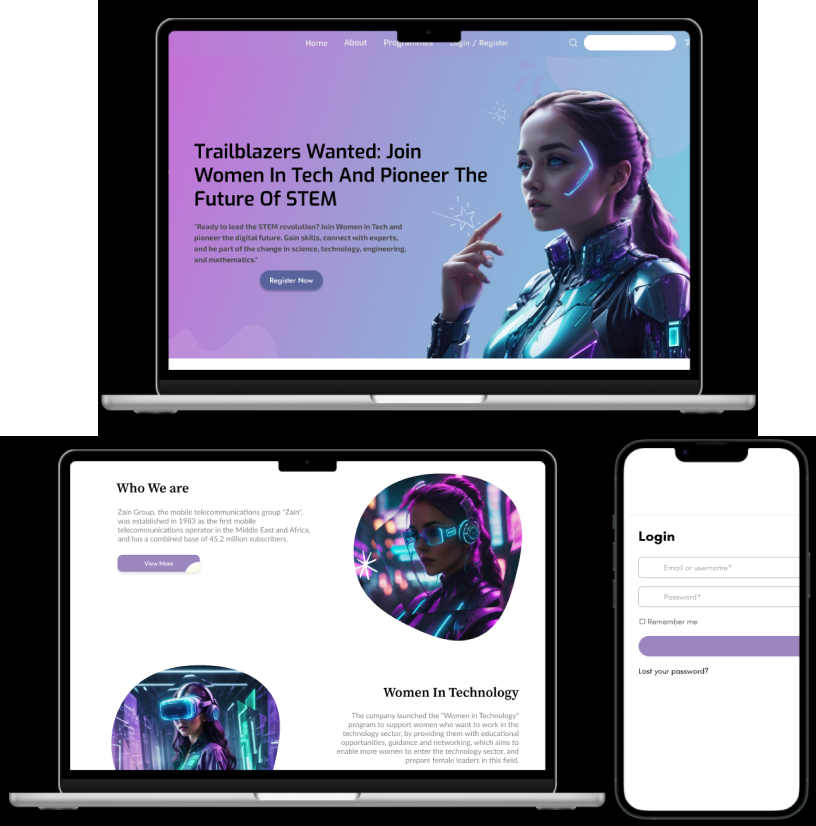 Home About Programmes Login / Register
Trailblazers Wanted: Join
Women In Tech And Pioneer The
Future Of STEM
"Ready to lead the STEM revolution? Join Women in Tech and
pioneer the digital future. Gain skills, connect with experts,
and be part of the change in science, technology, engineering,
and mathematics."
Register Now
Who We are
Zain Group, the mobile telecommunications group "Zain",
was established in 1983 as the first mobile
telecommunications operator in the Middle East and Africa,
and has a combined base of 45.2 million subscribers.
View More
Women In Technology
The company launched the "Women in Technology"
program to support women who want to work in the
technology sector, by providing them with educational
opportunities, guidance and networking, which aims to
enable more women to enter the technology sector, and
prepare female leaders in this field.
Login
Email or username*
Password*
Remember me
Lost your password?